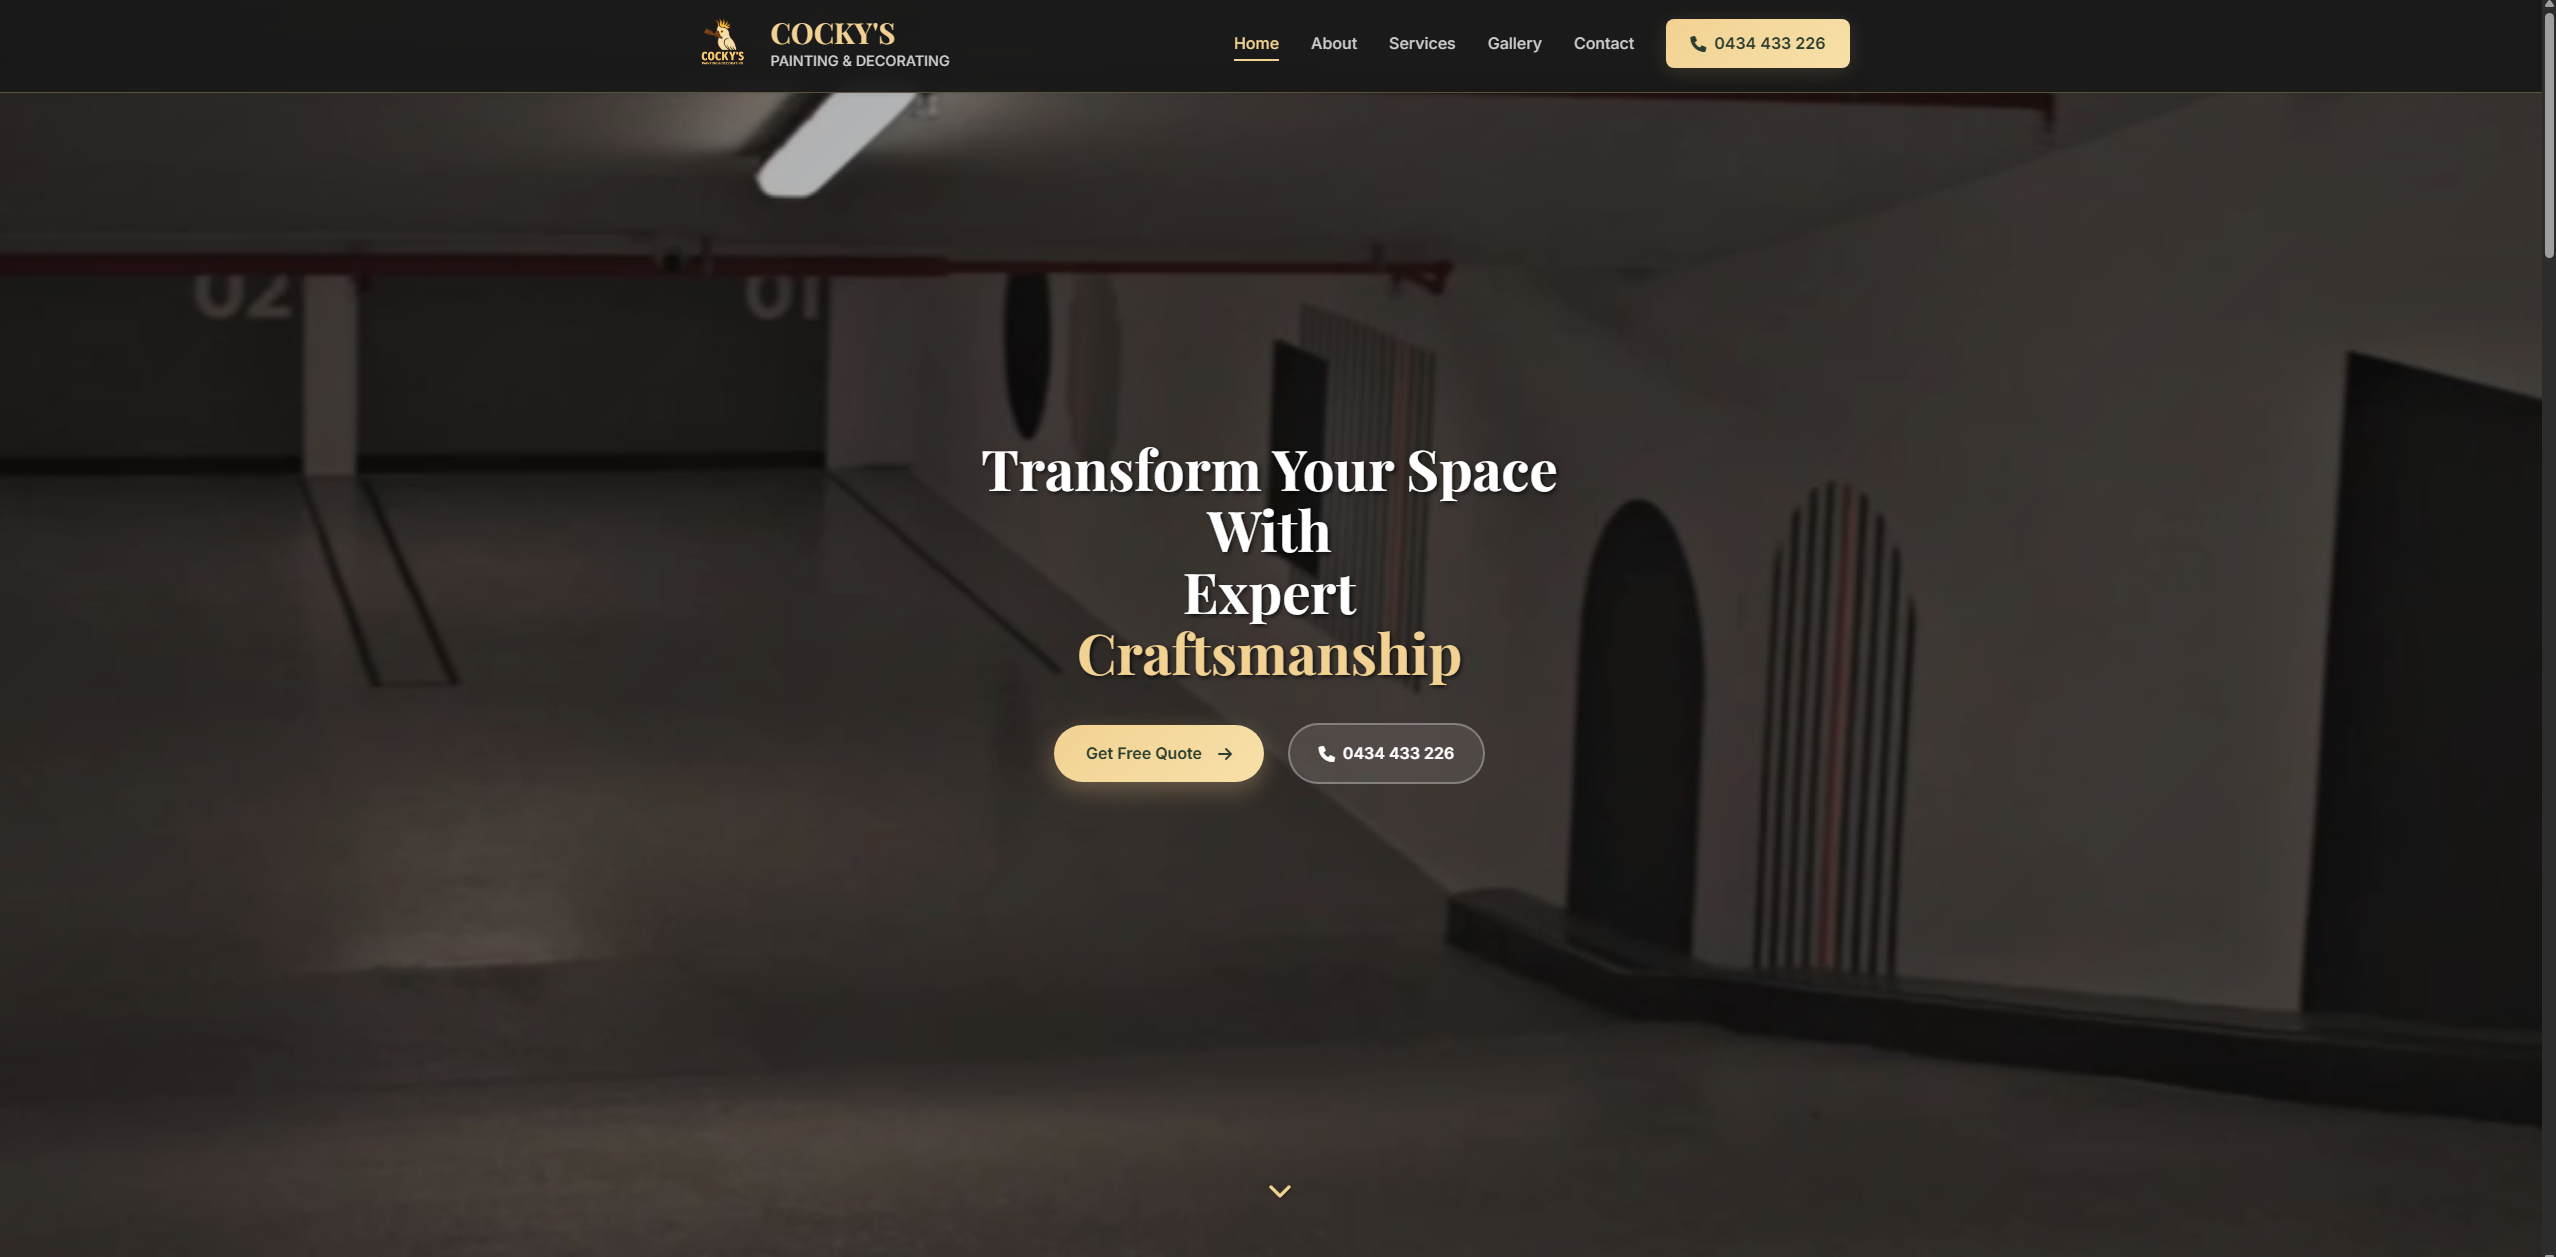 COCKY'S
COCKY'S
PAINTING & DECORATING
Home
About
Services
Gallery
Contact
0434 433 226
02
01
Transform Your Space
With
Expert
Craftsmanship
Get Free Quote
0434 433 226